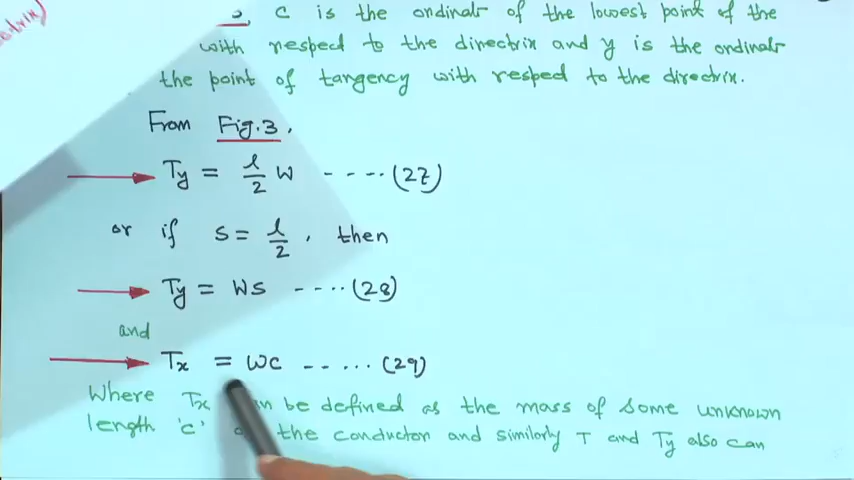 c is the ordinate of the lowest point of the
with respect to the directrix and y is the ordinate
the point of tangency with respect to the directrix.
From Fig.3,
Ty = l/2 W ----- (27)
or if S = l/2, then
Ty = WS ----- (28)
and
Tx = WC ----- (29)
Where Tx can be defined as the mass of some unknown
length 'c' the conductor and similarly T and Ty also can